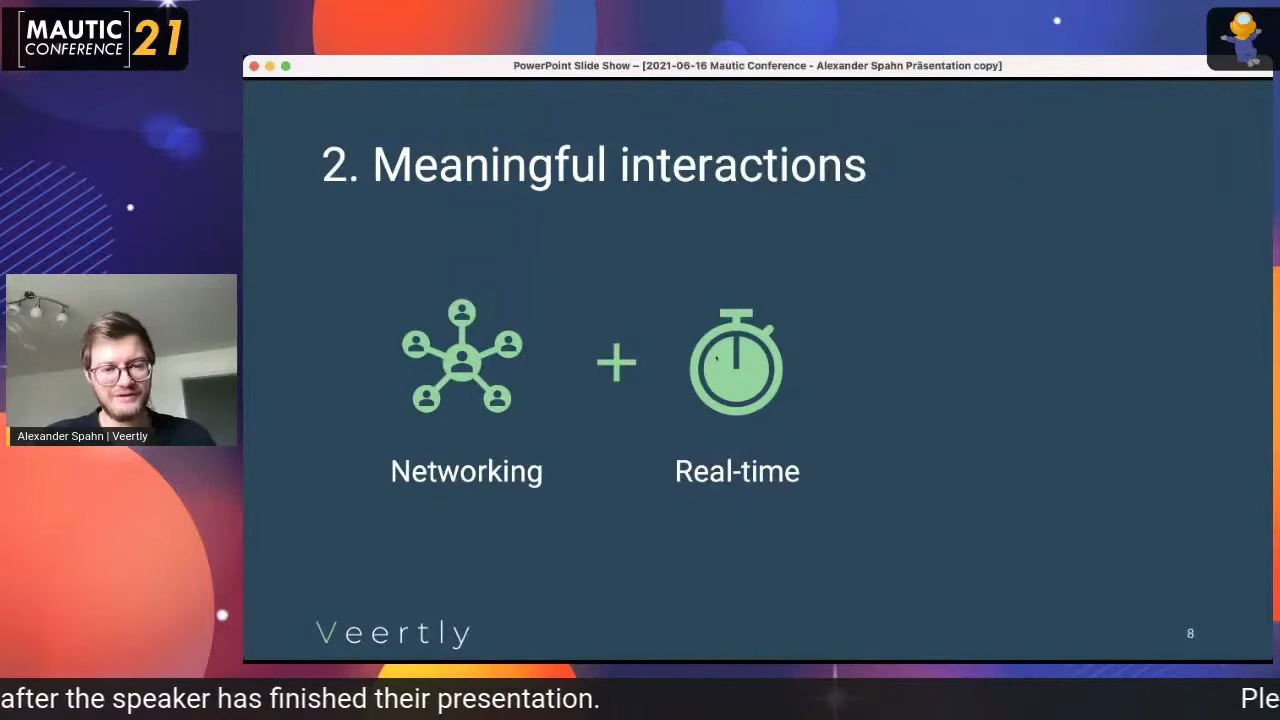 MAUTIC
CONFERENCE
21
PowerPoint Slide Show – [2021-06-16 Mautic Conference - Alexander Spahn Präsentation copy]
2. Meaningful interactions
Networking
+
Real-time
Alexander Spahn | Veertly
Veertly
8
after the speaker has finished their presentation.
Ple